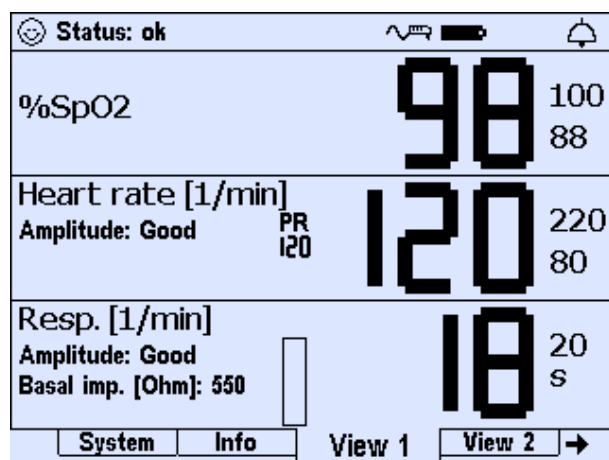 Status: ok
%SpO2
98
100
88
Heart rate [1/min]
Amplitude: Good
PR
120
120
220
80
Resp. [1/min]
Amplitude: Good
Basal imp. [Ohm]: 550
18
20
s
System Info View 1 View 2